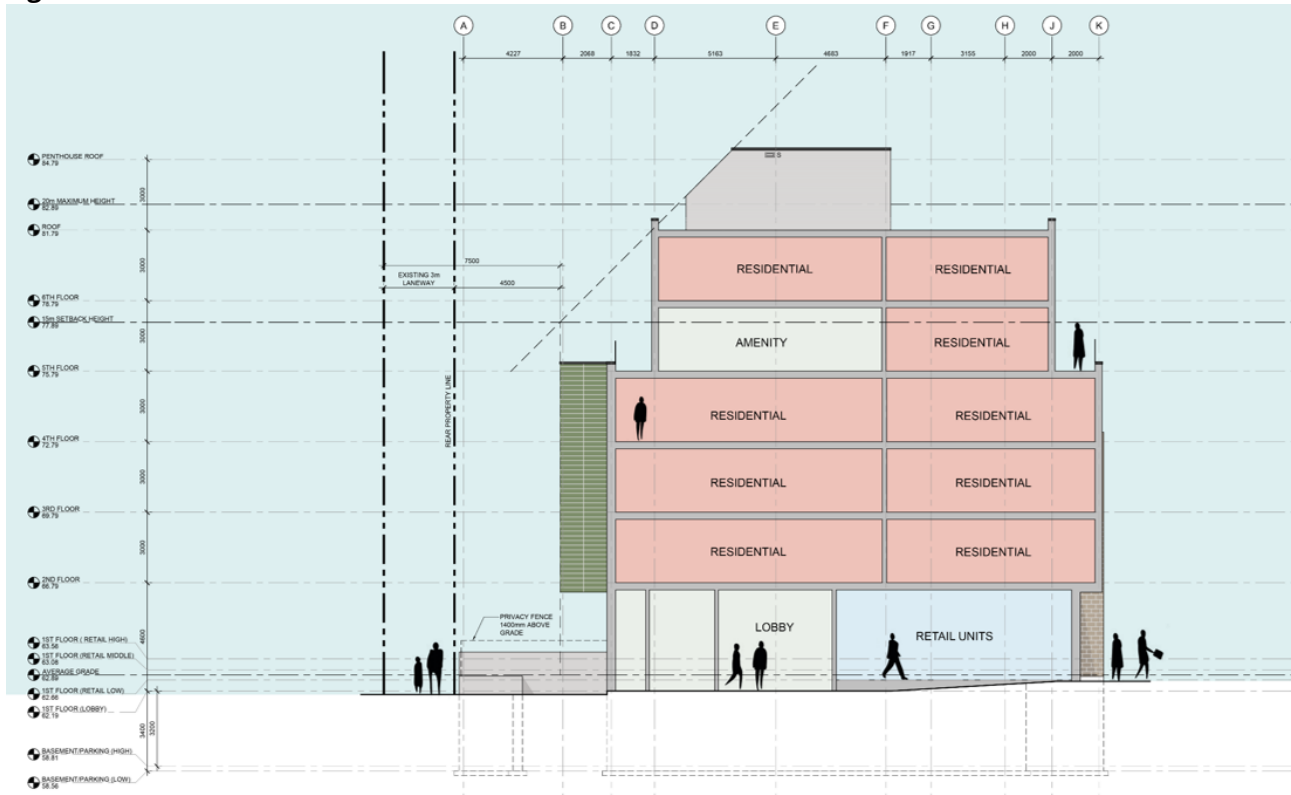 A B C D E F G H J K
4227 2068 1832 5163 4683 1917 3155 2000 2000
PENTHOUSE ROOF
84.79
3000
20m MAXIMUM HEIGHT
82.89
ROOF
81.79
7500
EXISTING 3m
LANEWAY
4500
3000
RESIDENTIAL RESIDENTIAL
6TH FLOOR
78.79
15m SETBACK HEIGHT
77.89
3000
AMENITY RESIDENTIAL
5TH FLOOR
75.79
REAR PROPERTY LINE
3000
RESIDENTIAL RESIDENTIAL
4TH FLOOR
72.79
3000
RESIDENTIAL RESIDENTIAL
3RD FLOOR
69.79
3000
RESIDENTIAL RESIDENTIAL
2ND FLOOR
66.79
4600
PRIVACY FENCE
1400mm ABOVE
GRADE
LOBBY
RETAIL UNITS
1ST FLOOR ( RETAIL HIGH)
63.56
1ST FLOOR (RETAIL MIDDLE)
63.08
AVERAGE GRADE
62.89
1ST FLOOR (RETAIL LOW)
62.66
1ST FLOOR (LOBBY)
62.19
3400
3200
BASEMENT/PARKING (HIGH)
58.81
BASEMENT/PARKING (LOW)
58.56